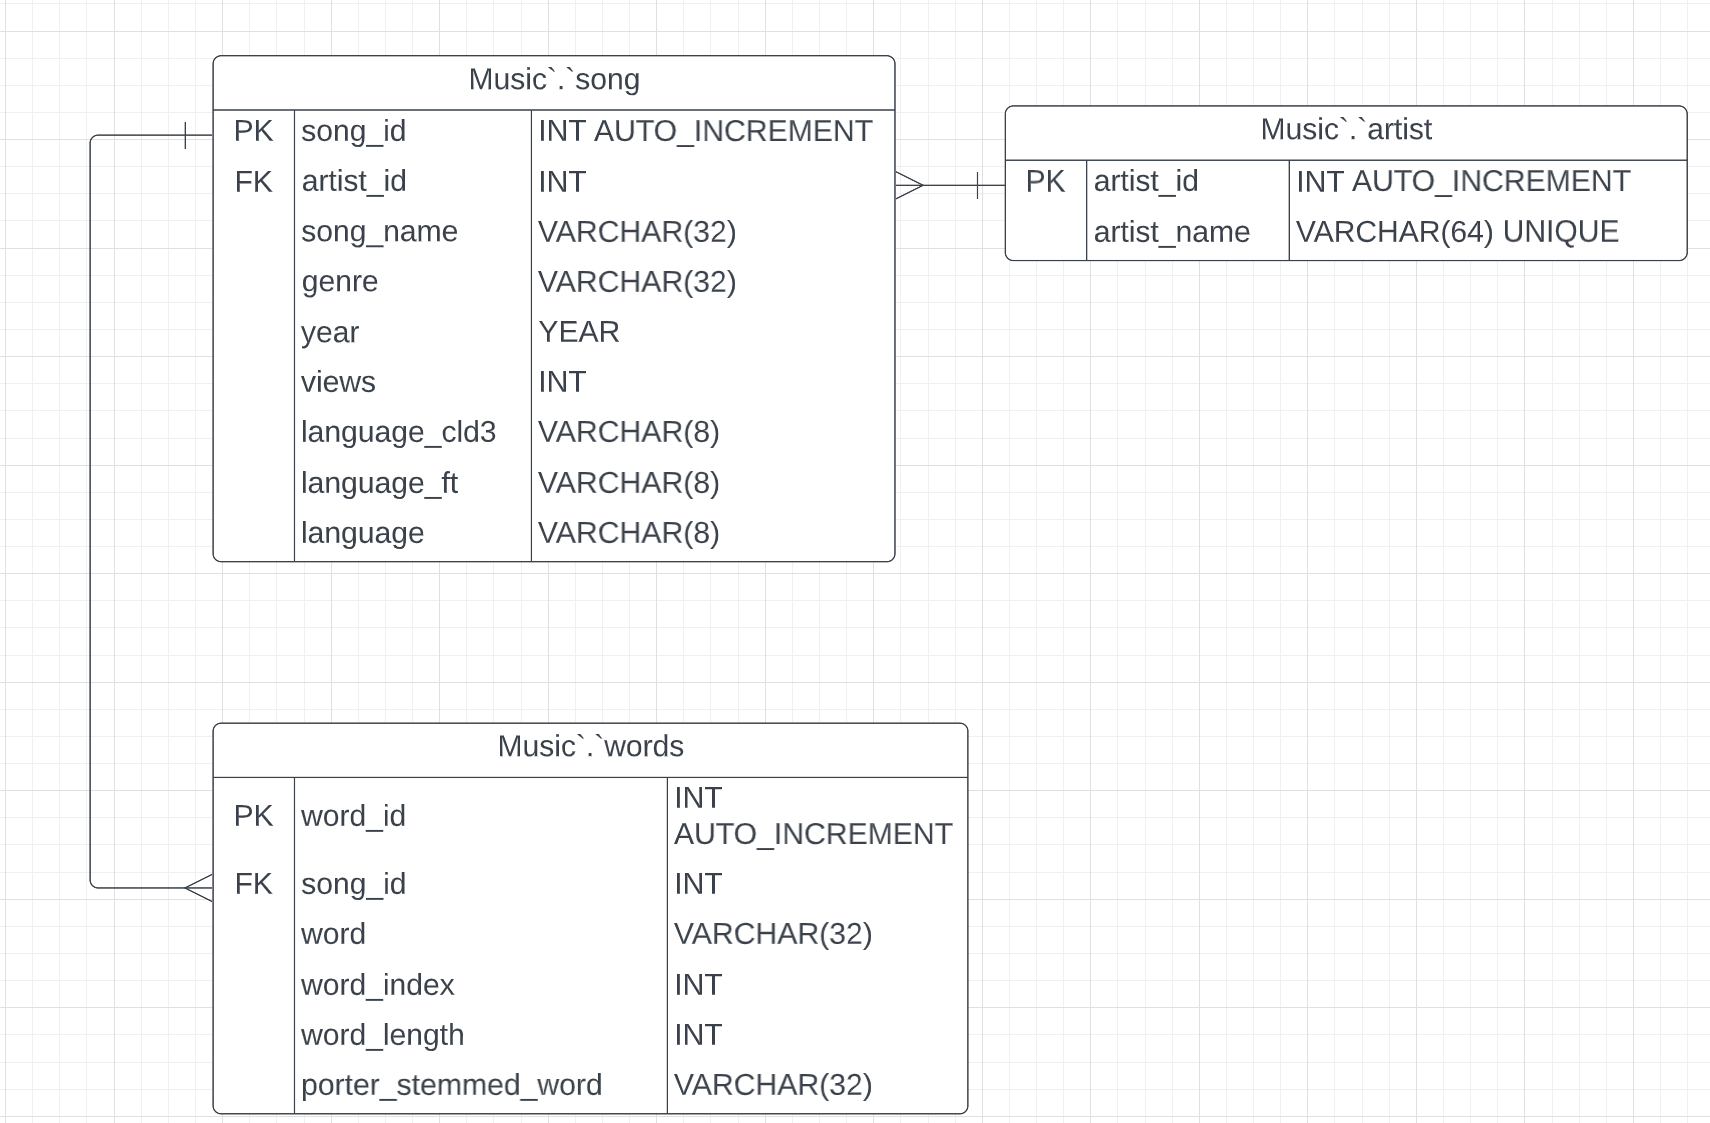 Music`.`song
PK song_id INT AUTO_INCREMENT
FK artist_id INT
song_name VARCHAR(32)
genre VARCHAR(32)
year YEAR
views INT
language_cld3 VARCHAR(8)
language_ft VARCHAR(8)
language VARCHAR(8)
Music`.`artist
PK artist_id INT AUTO_INCREMENT
artist_name VARCHAR(64) UNIQUE
Music`.`words
PK word_id INT
AUTO_INCREMENT
FK song_id INT
word VARCHAR(32)
word_index INT
word_length INT
porter_stemmed_word VARCHAR(32)